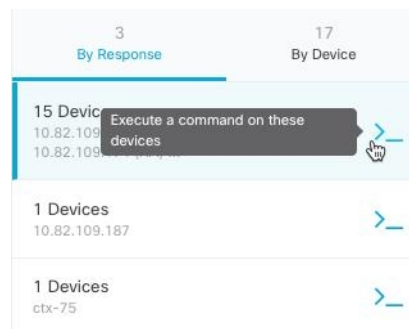 3
By Response
17
By Device
15 Devic
Execute a command on these
devices
10.82.109
10.82.109
1 Devices
10.82.109.187
1 Devices
ctx-75